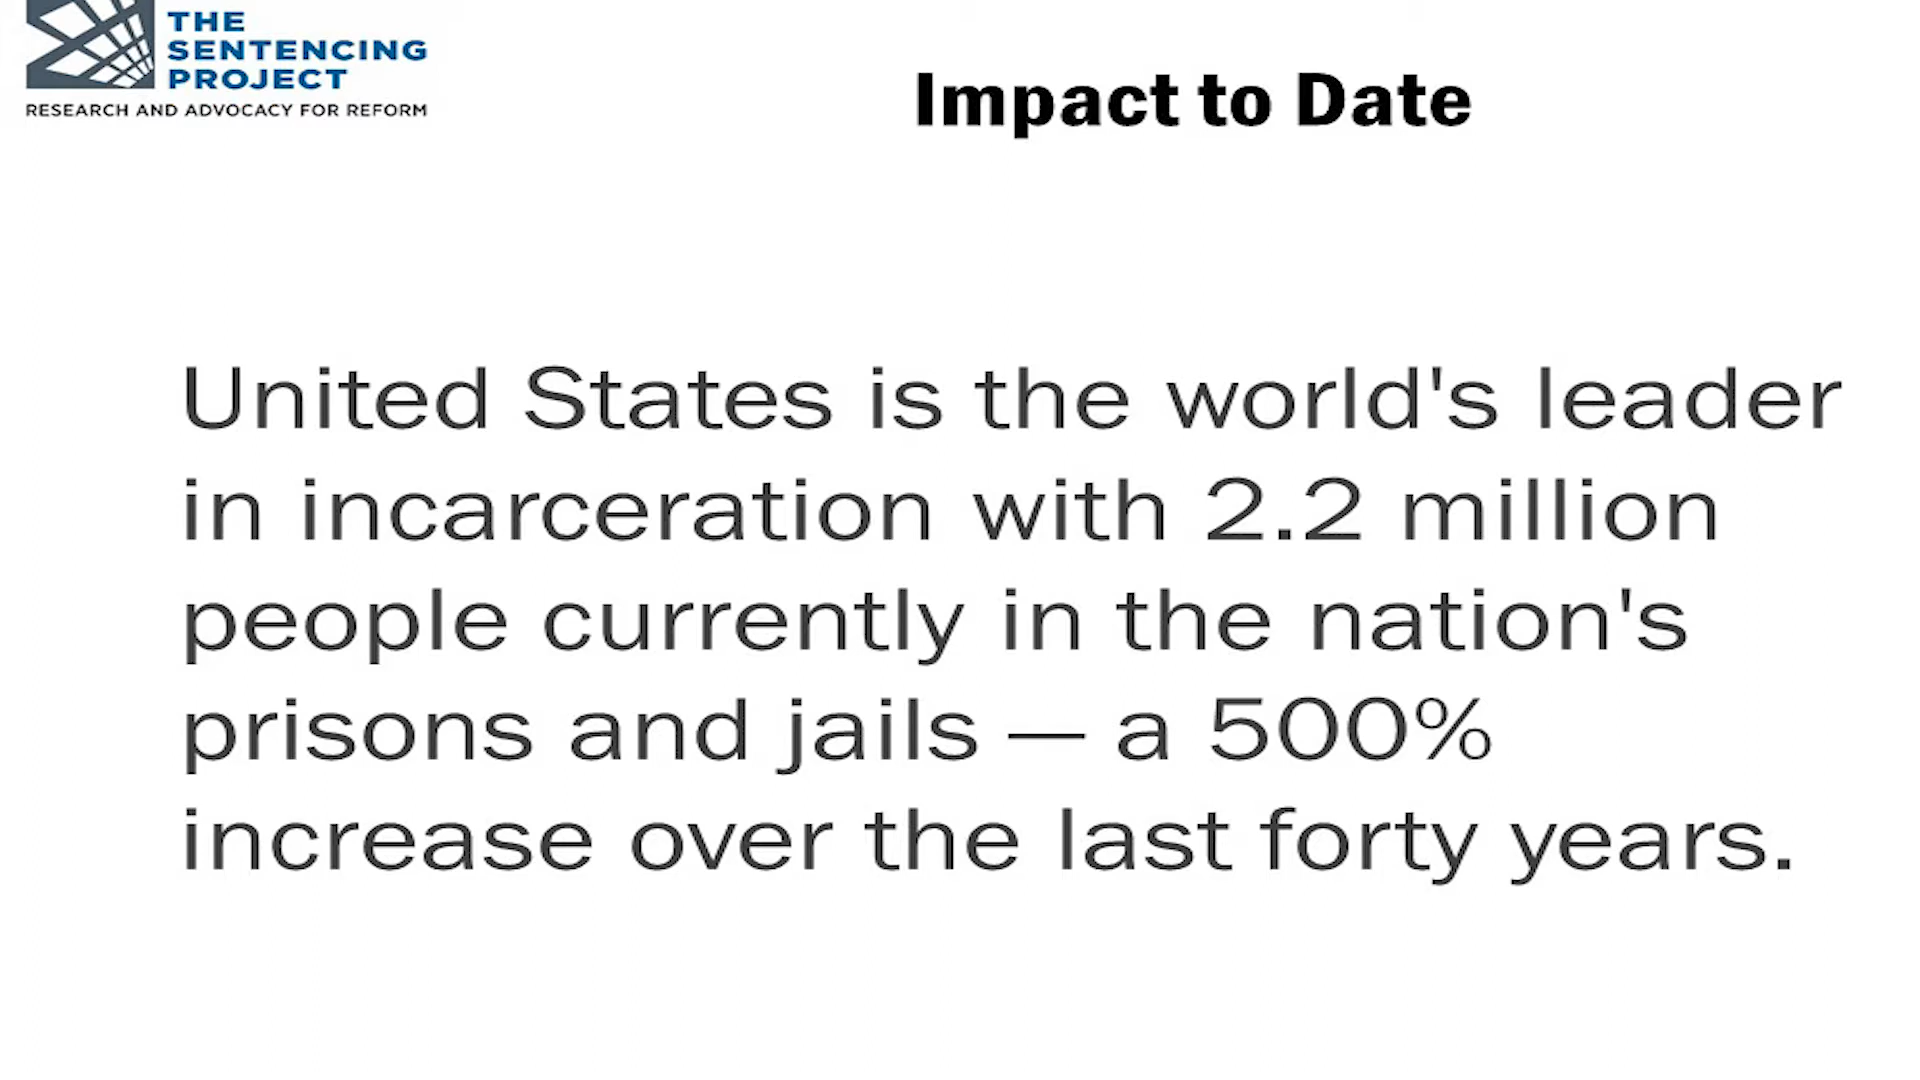 THE
SENTENCING
PROJECT
RESEARCH AND ADVOCACY FOR REFORM
Impact to Date
United States is the world's leader
in incarceration with 2.2 million
people currently in the nation's
prisons and jails — a 500%
increase over the last forty years.